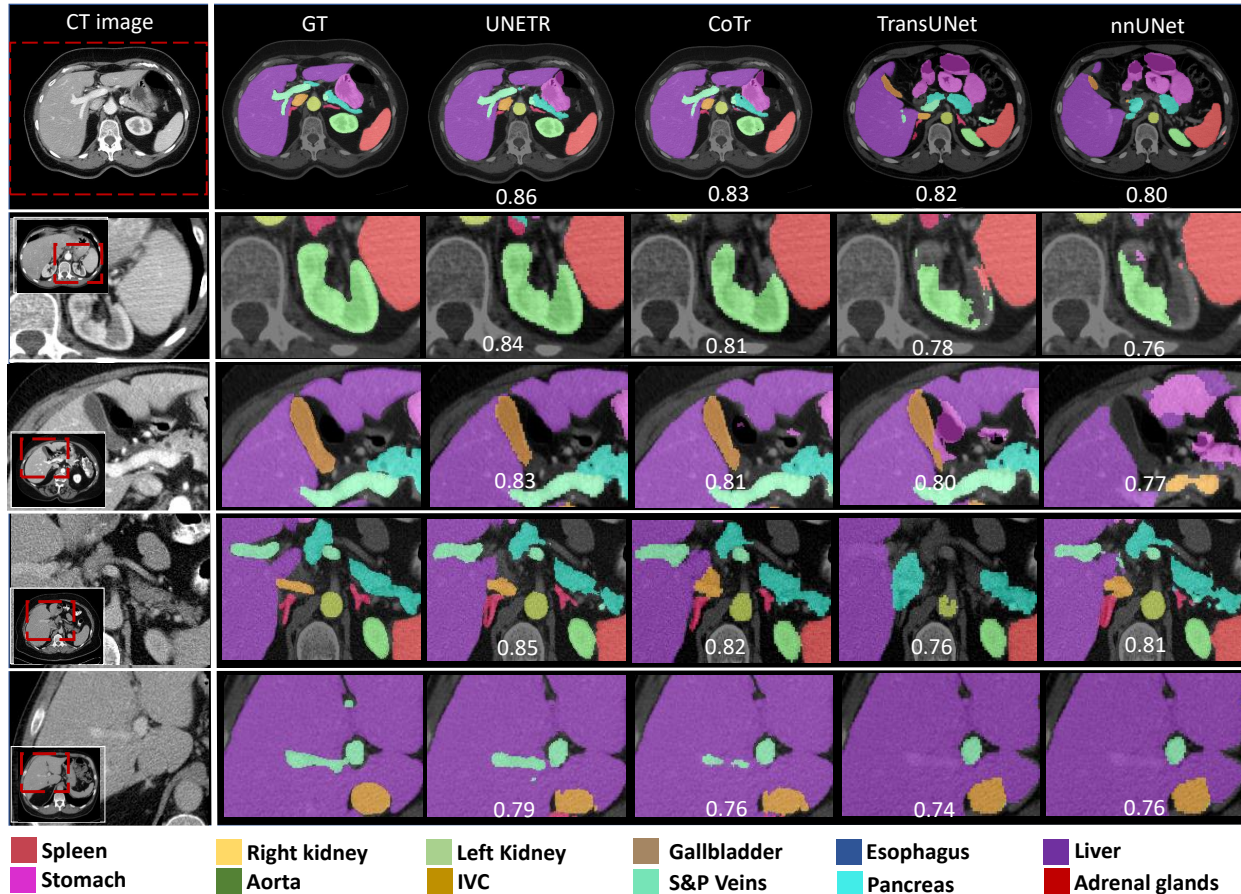 CT image GT UNETR CoTr TransUNet nnUNet
0.86 0.83 0.82 0.80
0.84 0.81 0.78 0.76
0.83 0.81 0.80 0.77
0.85 0.82 0.76 0.81
0.79 0.76 0.74 0.76
Spleen Right kidney Left Kidney Gallbladder Esophagus Liver
Stomach Aorta IVC S&P Veins Pancreas Adrenal glands